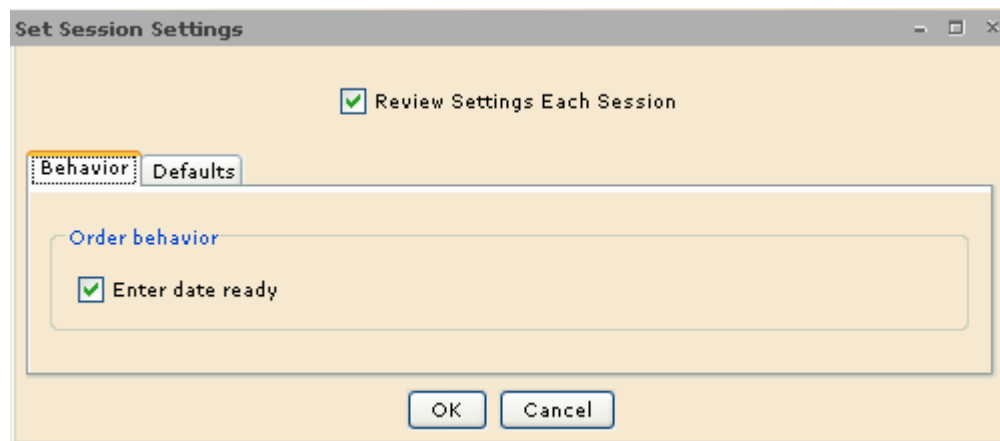 Set Session Settings
Review Settings Each Session
Behavior Defaults
Order behavior
Enter date ready
OK Cancel